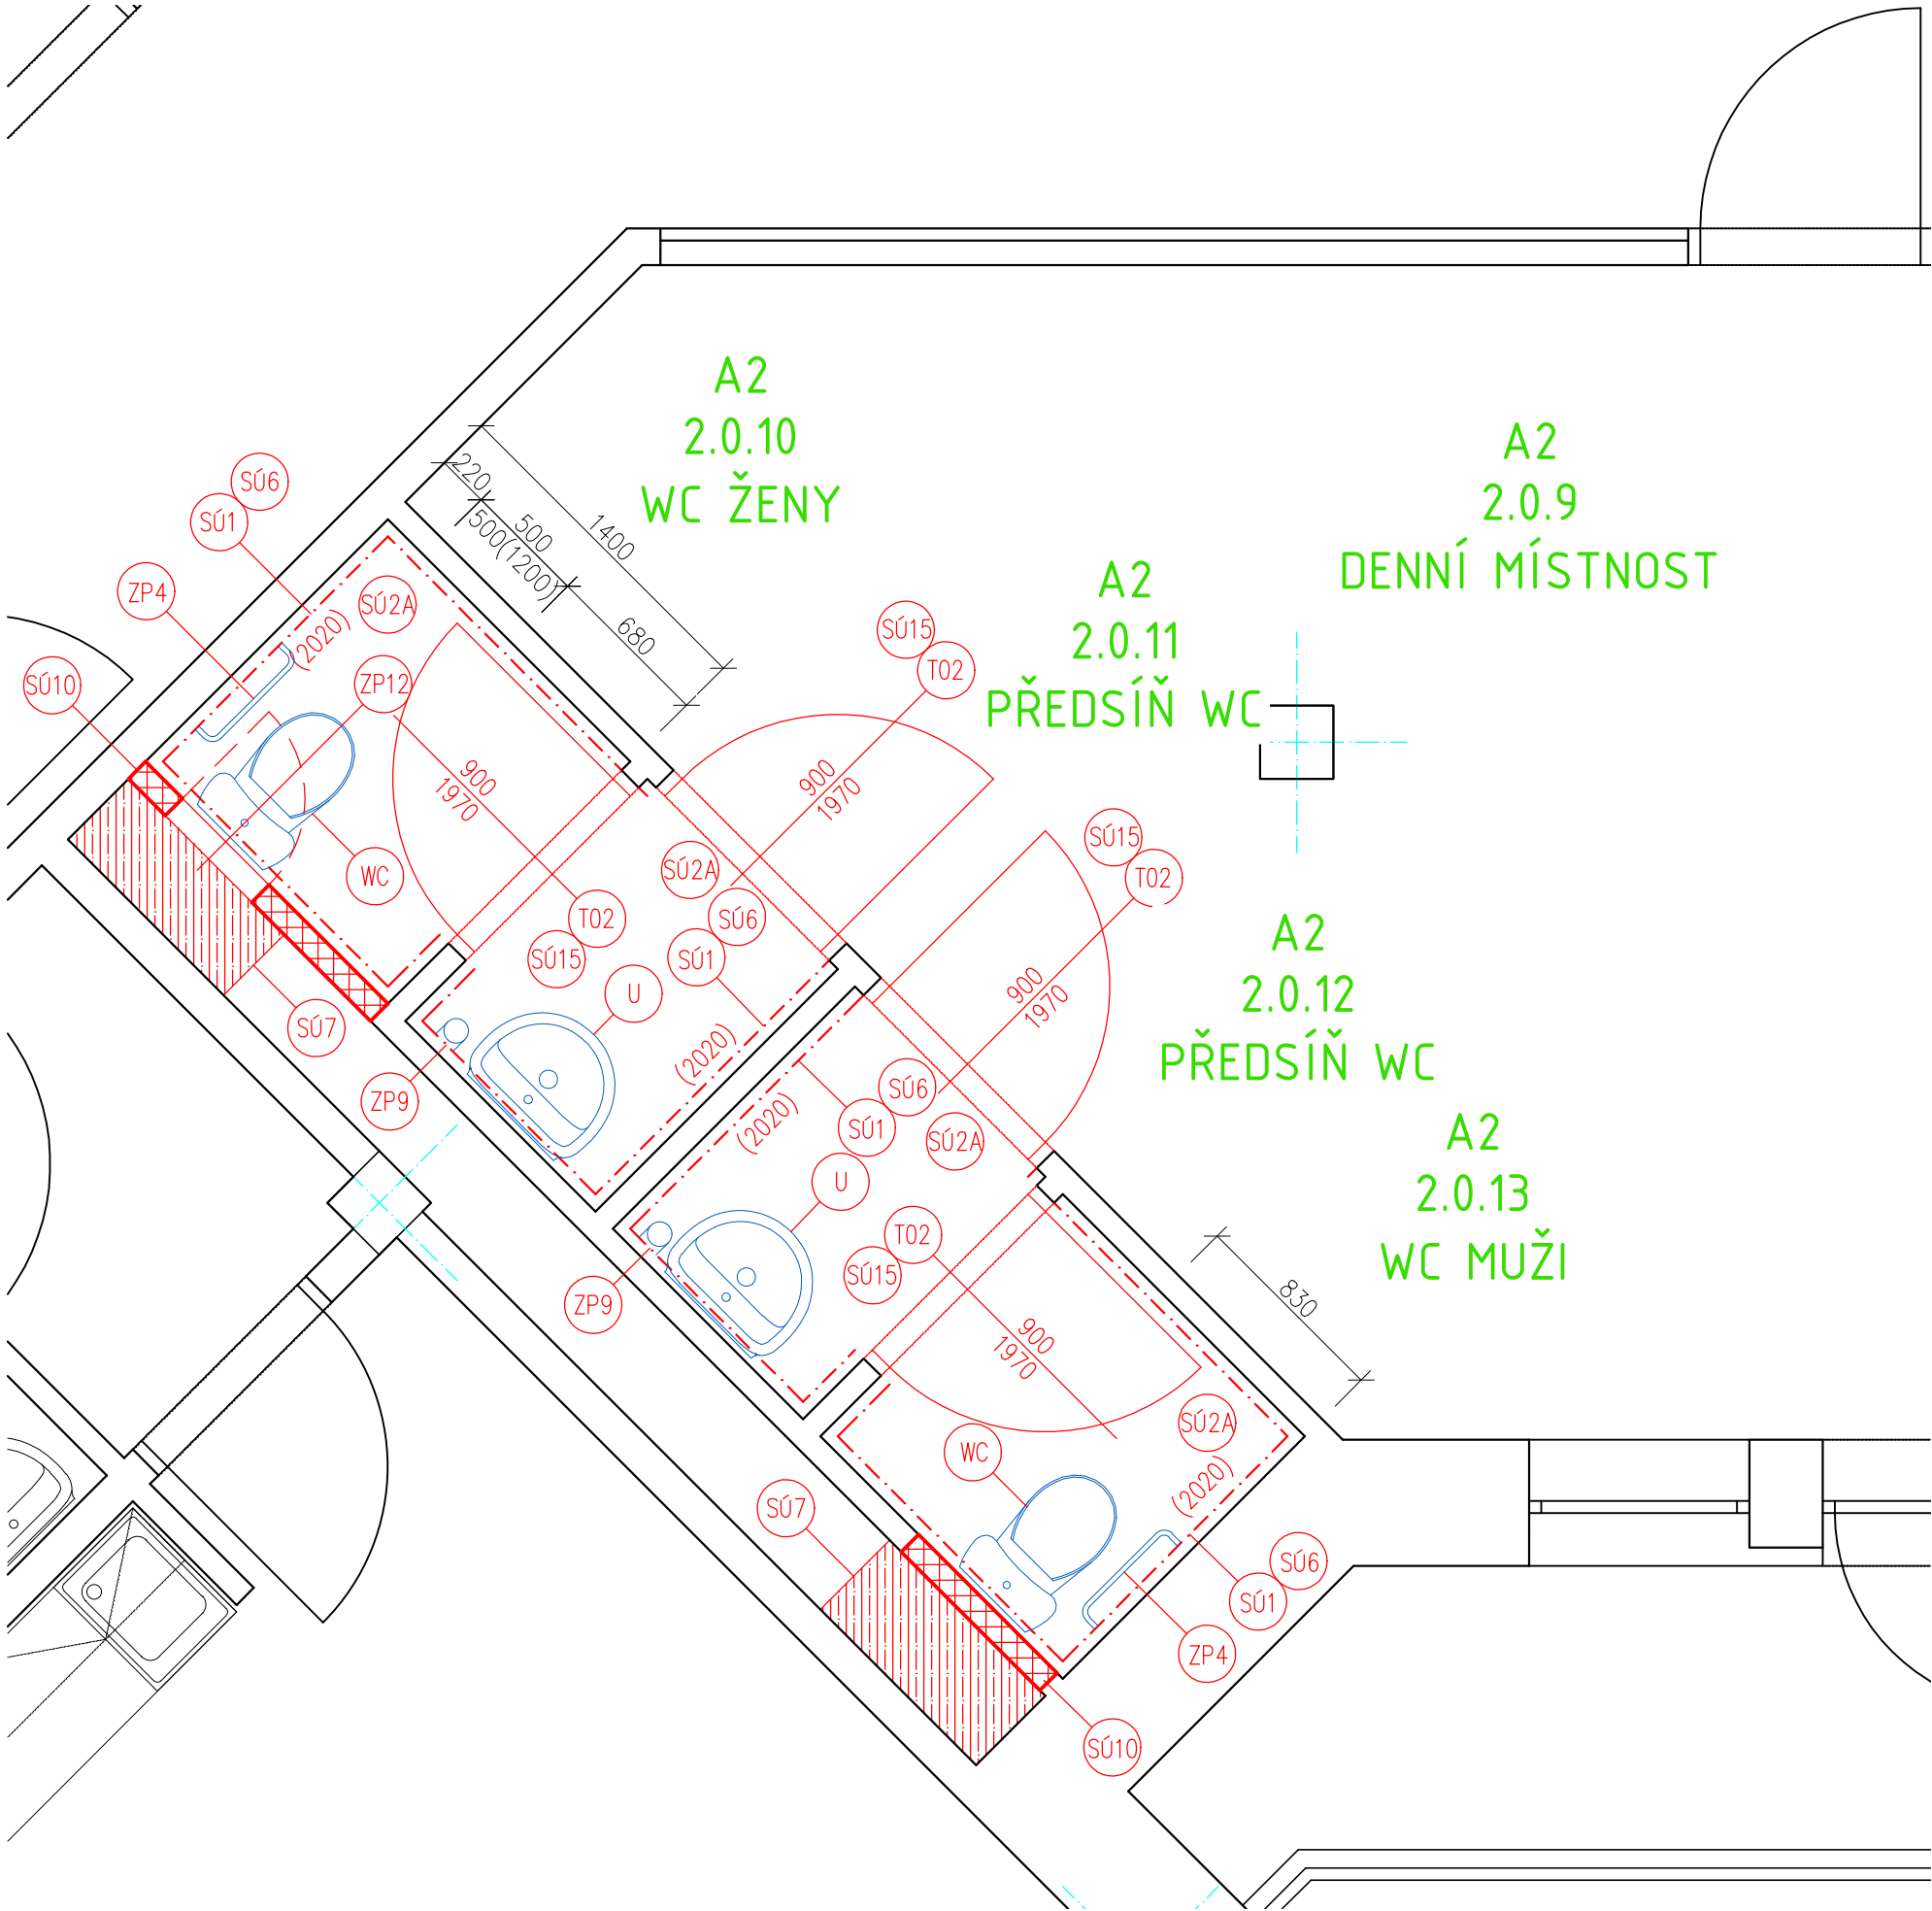 A2
2.0.10
WC ŽENY
A2
2.0.9
DENNÍ MÍSTNOST
A2
2.0.11
PŘEDSÍŇ WC
A2
2.0.12
PŘEDSÍŇ WC
A2
2.0.13
WC MUŽI
220
500
500(1200)
1400
680
830
SÚ6
SÚ1
ZP4
SÚ10
SÚ2A
(2020)
ZP12
900
1970
WC
SÚ7
T02
SÚ15
SÚ15
T02
900
1970
SÚ2A
SÚ6
SÚ1
U
(2020)
ZP9
SÚ15
T02
900
1970
(2020)
SÚ6
SÚ1
SÚ2A
U
T02
SÚ15
ZP9
900
1970
SÚ2A
WC
(2020)
SÚ7
SÚ6
SÚ1
ZP4
SÚ10